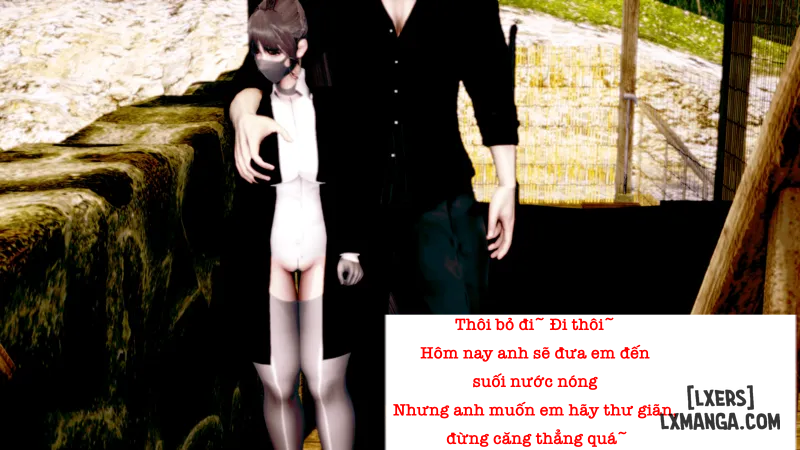 Thôi bỏ đi~ Đi thôi~
Hôm nay anh sẽ đưa em đến
suối nước nóng
Nhưng anh muốn em hãy thư giãn,
đừng căng thẳng quá~
[LXERS]
LXMANGA.COM